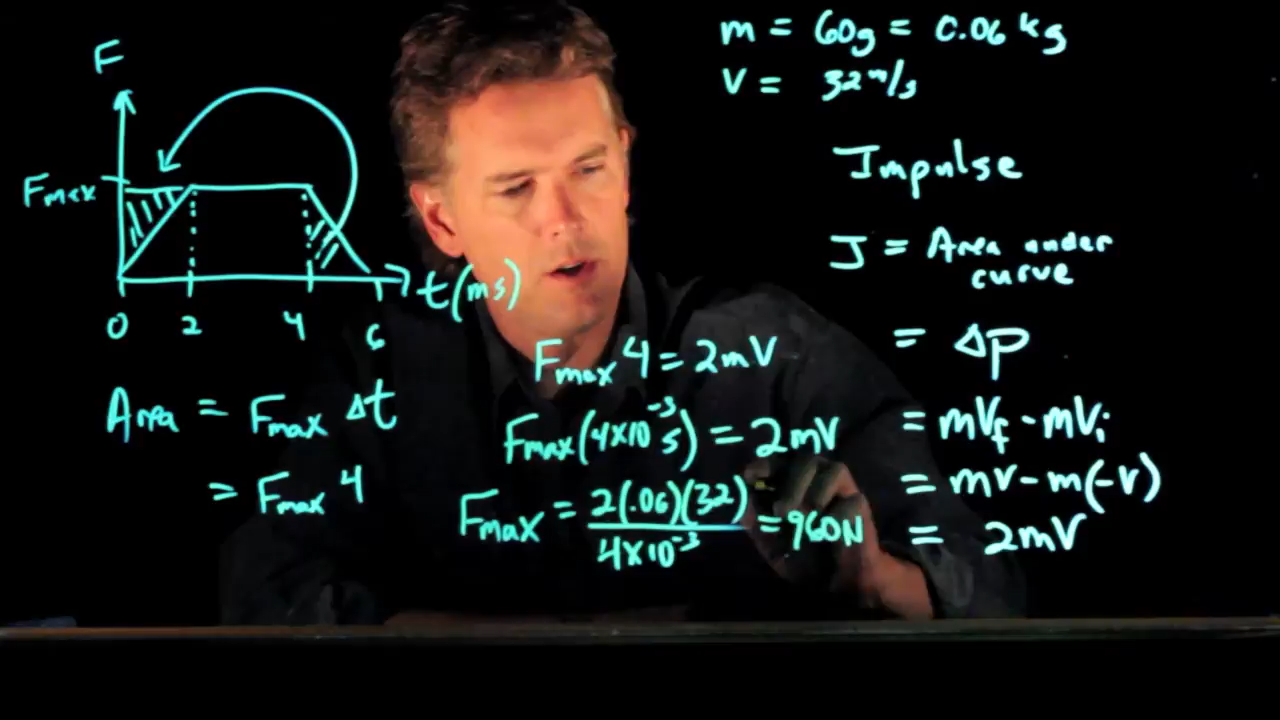 F
Fmax
0 2 4 6
t(ms)
Area = Fmax Δt
= Fmax 4
Fmax 4 = 2mV
Fmax(4×10⁻³ s) = 2mV
Fmax = 2(.06)(32) / 4×10⁻³ = 960N
m = 60g = 0.06 kg
V = 32 m/s
Impulse
J = Area under
curve
= Δp
= mVf - mVi
= mV - m(-V)
= 2mV